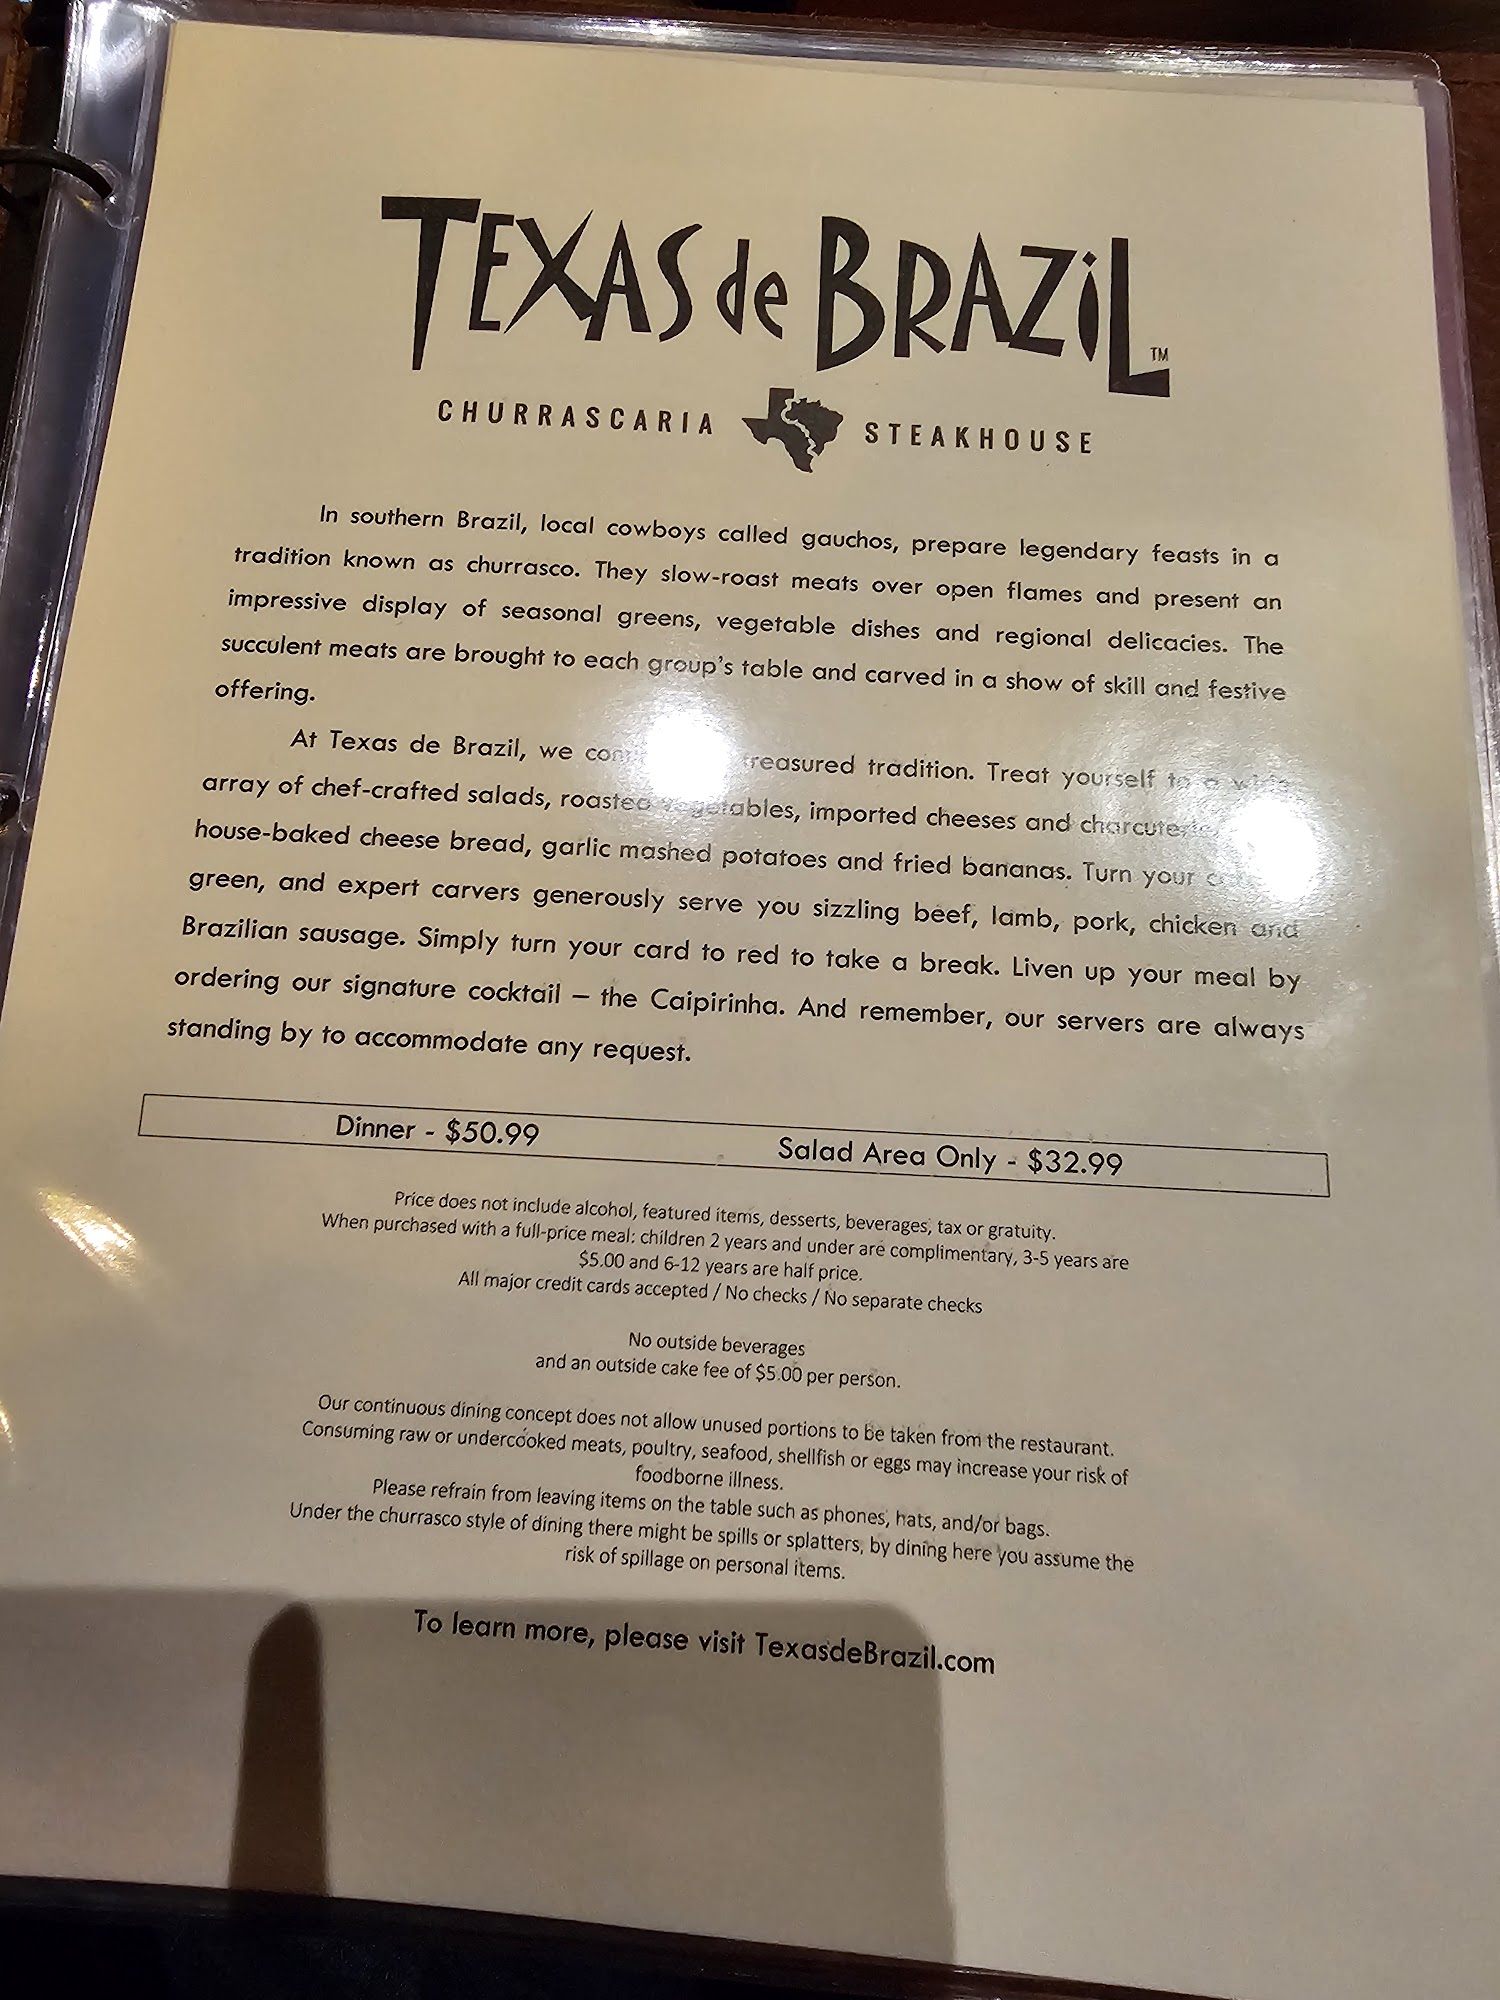 TEXAS de BRAZiL TM
CHURRASCARIA STEAKHOUSE
In southern Brazil, local cowboys called gauchos, prepare legendary feasts in a
tradition known as churrasco. They slow-roast meats over open flames and present an
impressive display of seasonal greens, vegetable dishes and regional delicacies. The
succulent meats are brought to each group's table and carved in a show of skill and festive
offering.
At Texas de Brazil, we treasured tradition. Treat yourself to a wide
array of chef-crafted salads, roasted vegetables, imported cheeses and
house-baked cheese bread, garlic mashed potatoes and fried bananas. Turn your
green, and expert carvers generously serve you sizzling beef, lamb, pork, chicken and
Brazilian sausage. Simply turn your card to red to take a break. Liven up your meal by
ordering our signature cocktail – the Caipirinha. And remember, our servers are always
standing by to accommodate any request.
Dinner - $50.99 Salad Area Only - $32.99
Price does not include alcohol, featured items, desserts, beverages, tax or gratuity.
When purchased with a full-price meal: children 2 years and under are complimentary, 3-5 years are
$5.00 and 6-12 years are half price.
All major credit cards accepted / No checks / No separate checks
No outside beverages
and an outside cake fee of $5.00 per person.
Our continuous dining concept does not allow unused portions to be taken from the restaurant.
Consuming raw or undercooked meats, poultry, seafood, shellfish or eggs may increase your risk of
foodborne illness.
Please refrain from leaving items on the table such as phones, hats, and/or bags.
Under the churrasco style of dining there might be spills or splatters, by dining here you assume the
risk of spillage on personal items.
To learn more, please visit TexasdeBrazil.com